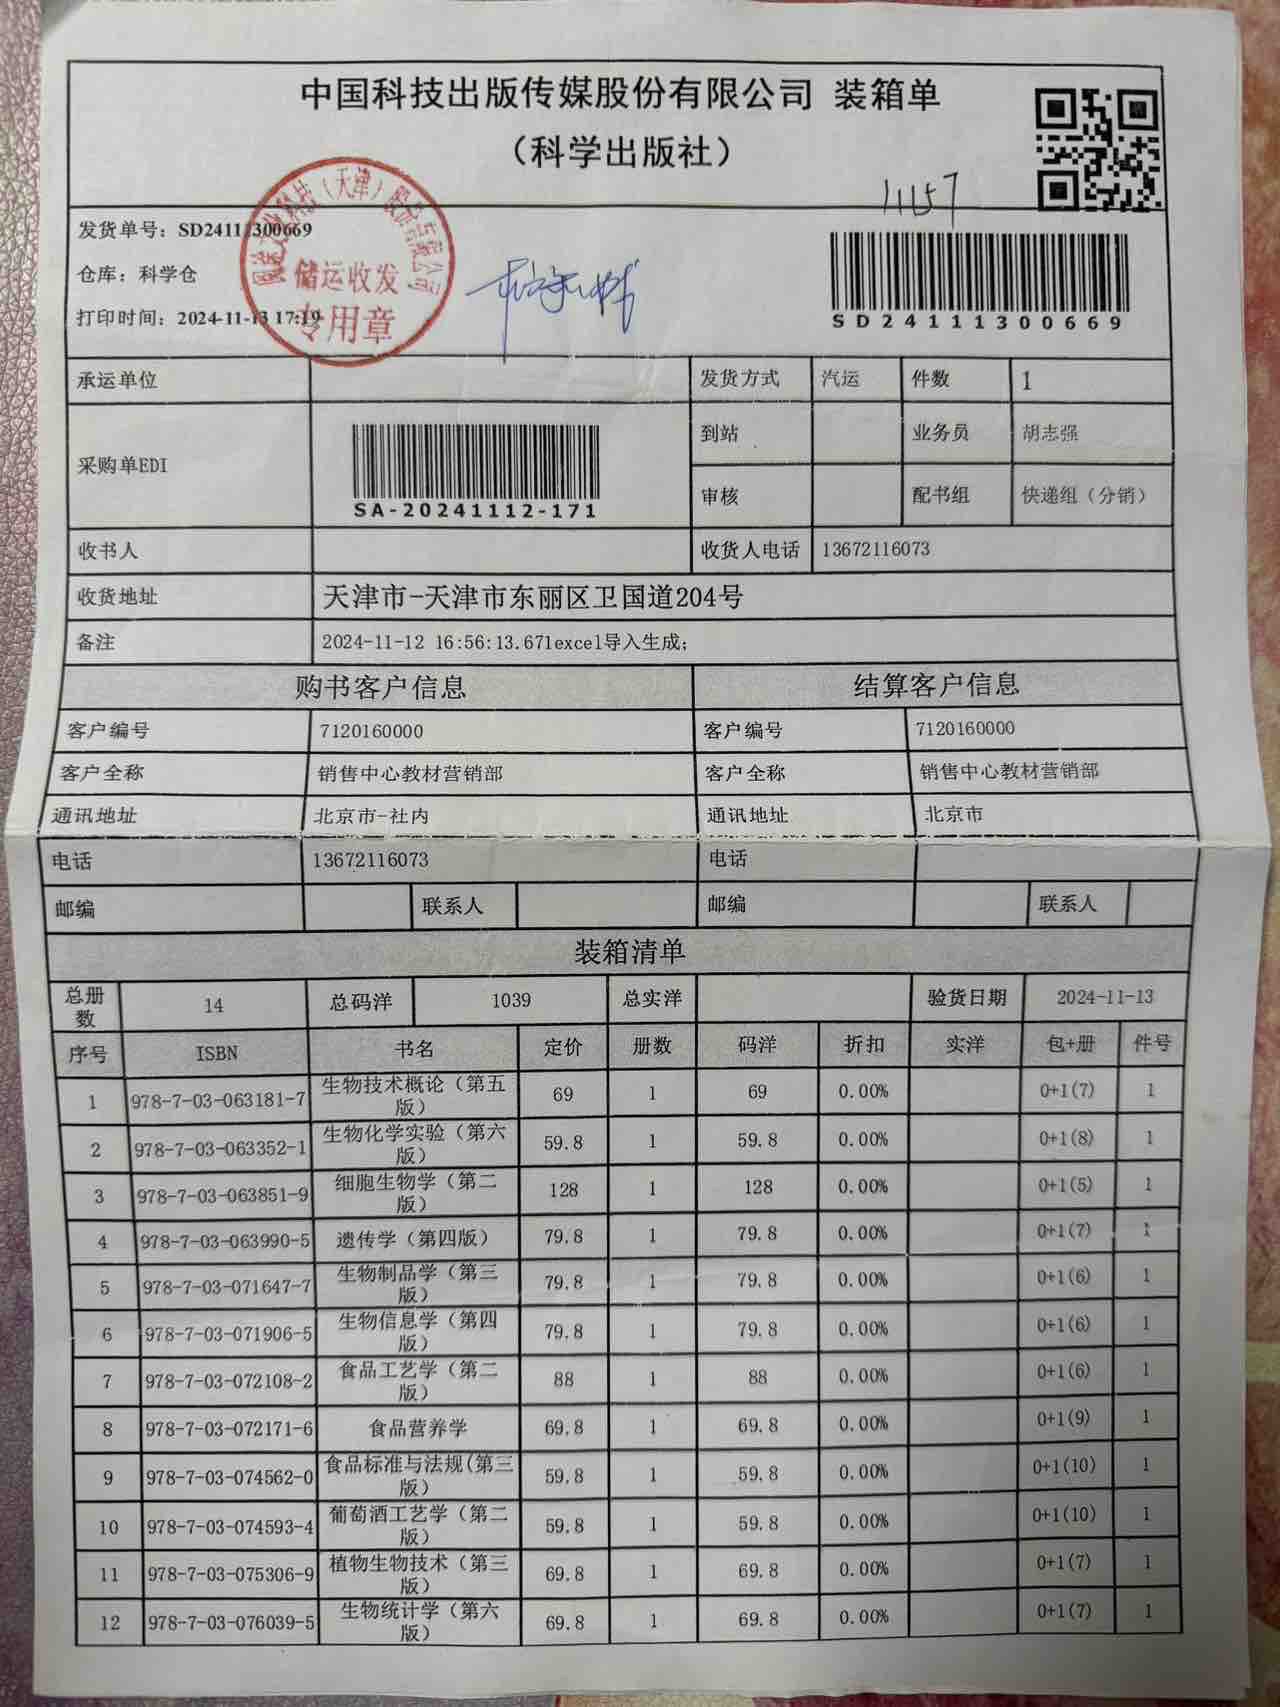 中国科技出版传媒股份有限公司 装箱单
（科学出版社）
11157
发货单号：SD24111300669
仓库：科学仓
打印时间：2024-11-13 17:19
储运收发
专用章
SD24111300669
承运单位 发货方式 汽运 件数 1
采购单EDI SA-20241112-171 到站 业务员 胡志强
审核 配书组 快递组（分销）
收书人 收货人电话 13672116073
收货地址 天津市-天津市东丽区卫国道204号
备注 2024-11-12 16:56:13.671excel导入生成;
购书客户信息 结算客户信息
客户编号 7120160000 客户编号 7120160000
客户全称 销售中心教材营销部 客户全称 销售中心教材营销部
通讯地址 北京市-社内 通讯地址 北京市
电话 13672116073 电话
邮编 联系人 邮编 联系人
装箱清单
总册数 14 总码洋 1039 总实洋 验货日期 2024-11-13
序号 ISBN 书名 定价 册数 码洋 折扣 实洋 包+册 件号
1 978-7-03-063181-7 生物技术概论（第五版） 69 1 69 0.00% 0+1(7) 1
2 978-7-03-063352-1 生物化学实验（第六版） 59.8 1 59.8 0.00% 0+1(8) 1
3 978-7-03-063851-9 细胞生物学（第二版） 128 1 128 0.00% 0+1(5) 1
4 978-7-03-063990-5 遗传学（第四版） 79.8 1 79.8 0.00% 0+1(7) 1
5 978-7-03-071647-7 生物制品学（第三版） 79.8 1 79.8 0.00% 0+1(6) 1
6 978-7-03-071906-5 生物信息学（第四版） 79.8 1 79.8 0.00% 0+1(6) 1
7 978-7-03-072108-2 食品工艺学（第二版） 88 1 88 0.00% 0+1(6) 1
8 978-7-03-072171-6 食品营养学 69.8 1 69.8 0.00% 0+1(9) 1
9 978-7-03-074562-0 食品标准与法规(第三版） 59.8 1 59.8 0.00% 0+1(10) 1
10 978-7-03-074593-4 葡萄酒工艺学（第二版） 59.8 1 59.8 0.00% 0+1(10) 1
11 978-7-03-075306-9 植物生物技术（第三版） 69.8 1 69.8 0.00% 0+1(7) 1
12 978-7-03-076039-5 生物统计学（第六版） 69.8 1 69.8 0.00% 0+1(7) 1